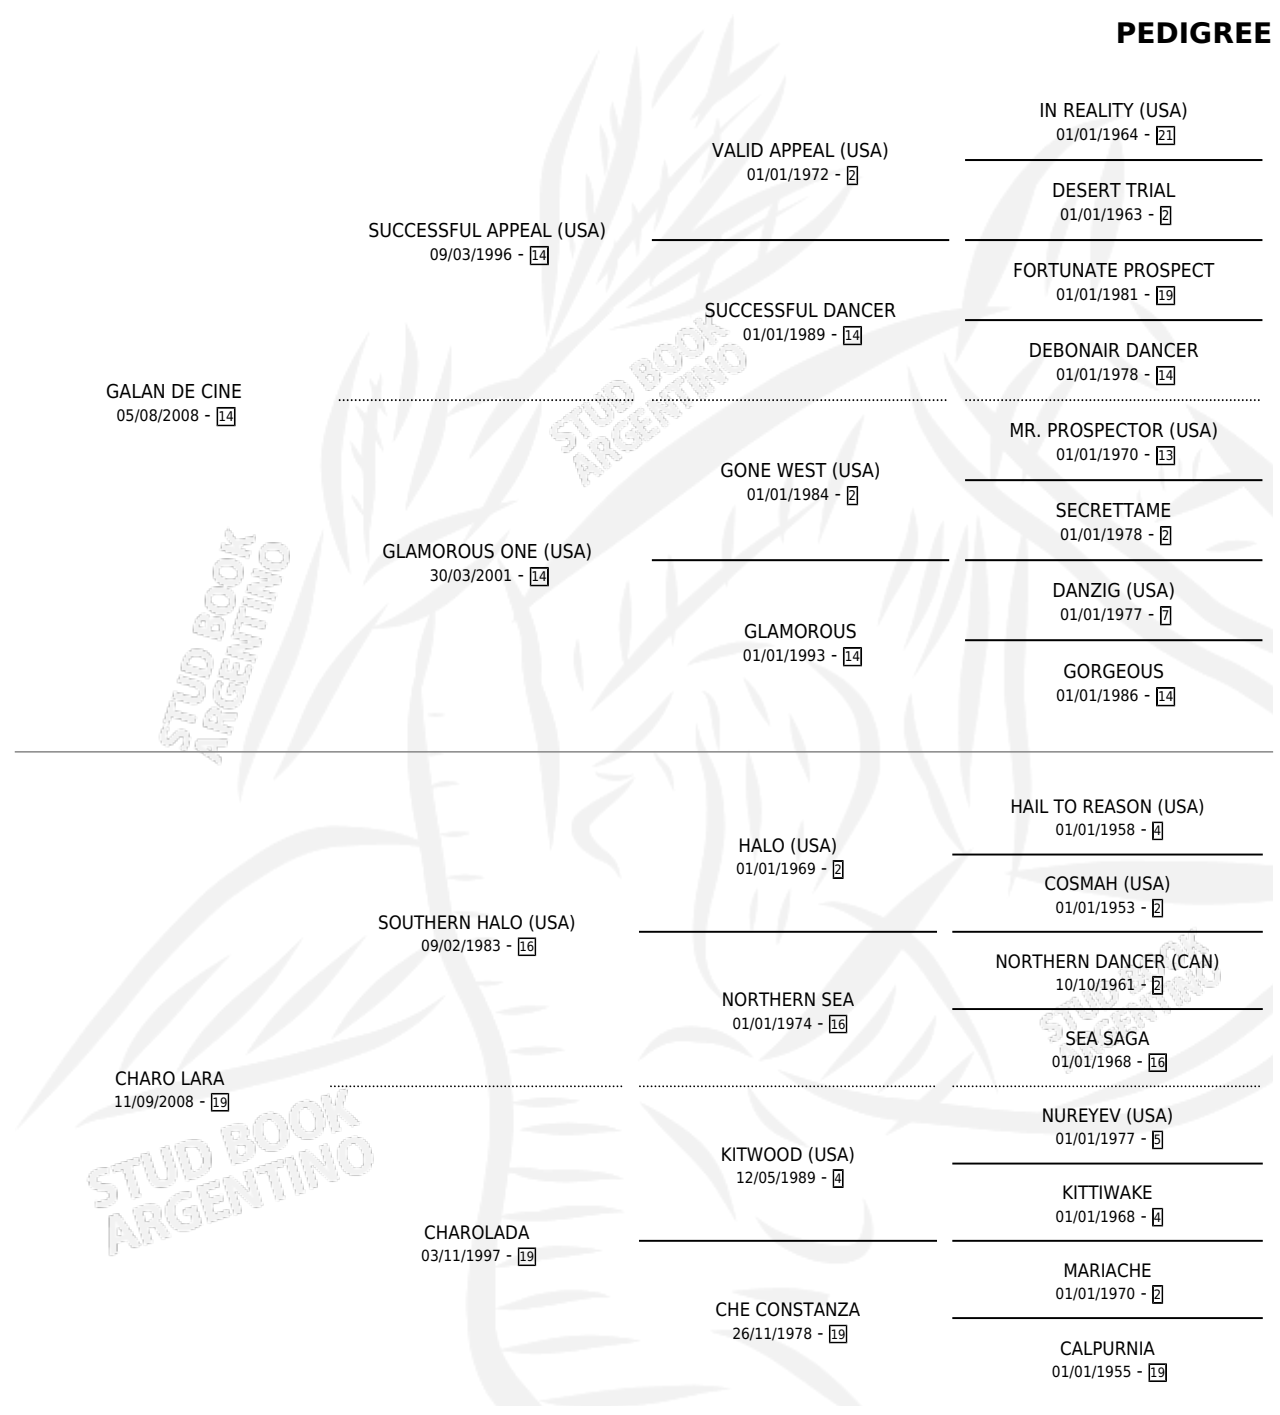 PEDIGREE
IN REALITY (USA)
01/01/1964 - 21
VALID APPEAL (USA)
01/01/1972 - 2
DESERT TRIAL
01/01/1963 - 2
SUCCESSFUL APPEAL (USA)
09/03/1996 - 14
FORTUNATE PROSPECT
01/01/1981 - 19
SUCCESSFUL DANCER
01/01/1989 - 14
DEBONAIR DANCER
01/01/1978 - 14
GALAN DE CINE
05/08/2008 - 14
MR. PROSPECTOR (USA)
01/01/1970 - 13
GONE WEST (USA)
01/01/1984 - 2
SECRETTAME
01/01/1978 - 2
GLAMOROUS ONE (USA)
30/03/2001 - 14
DANZIG (USA)
01/01/1977 - 7
GLAMOROUS
01/01/1993 - 14
GORGEOUS
01/01/1986 - 14
STUD BOOK
ARGENTINO
STUD BOOK
ARGENTINO
HAIL TO REASON (USA)
01/01/1958 - 4
HALO (USA)
01/01/1969 - 2
COSMAH (USA)
01/01/1953 - 2
SOUTHERN HALO (USA)
09/02/1983 - 16
NORTHERN DANCER (CAN)
10/10/1961 - 2
NORTHERN SEA
01/01/1974 - 16
SEA SAGA
01/01/1968 - 16
STUD BOOK
ARGENTINO
CHARO LARA
11/09/2008 - 19
NUREYEV (USA)
01/01/1977 - 5
KITWOOD (USA)
12/05/1989 - 4
KITTIWAKE
01/01/1968 - 4
CHAROLADA
03/11/1997 - 19
MARIACHE
01/01/1970 - 2
CHE CONSTANZA
26/11/1978 - 19
CALPURNIA
01/01/1955 - 19
STUD BOOK
ARGENTINO